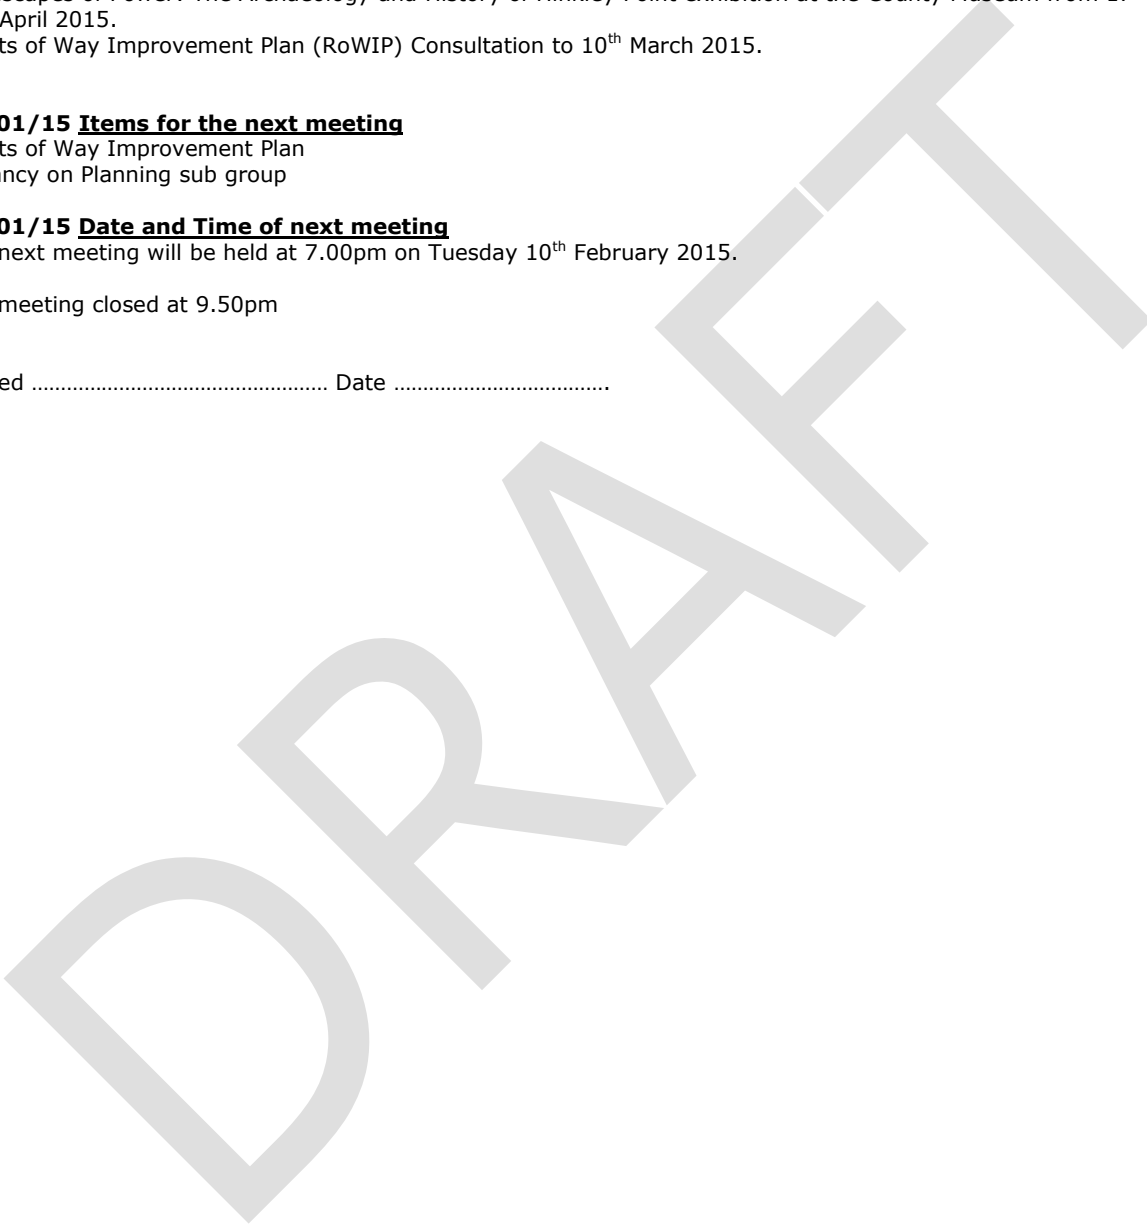 scapes of Power: The Archaeology and History of Hinkley Point exhibition at the County Museum from
April 2015.
ts of Way Improvement Plan (RoWIP) Consultation to 10th March 2015.
01/15 Items for the next meeting
ts of Way Improvement Plan
ncy on Planning sub group
01/15 Date and Time of next meeting
next meeting will be held at 7.00pm on Tuesday 10th February 2015.
meeting closed at 9.50pm
ed …………………………………………… Date ……………………………….
DRAFT